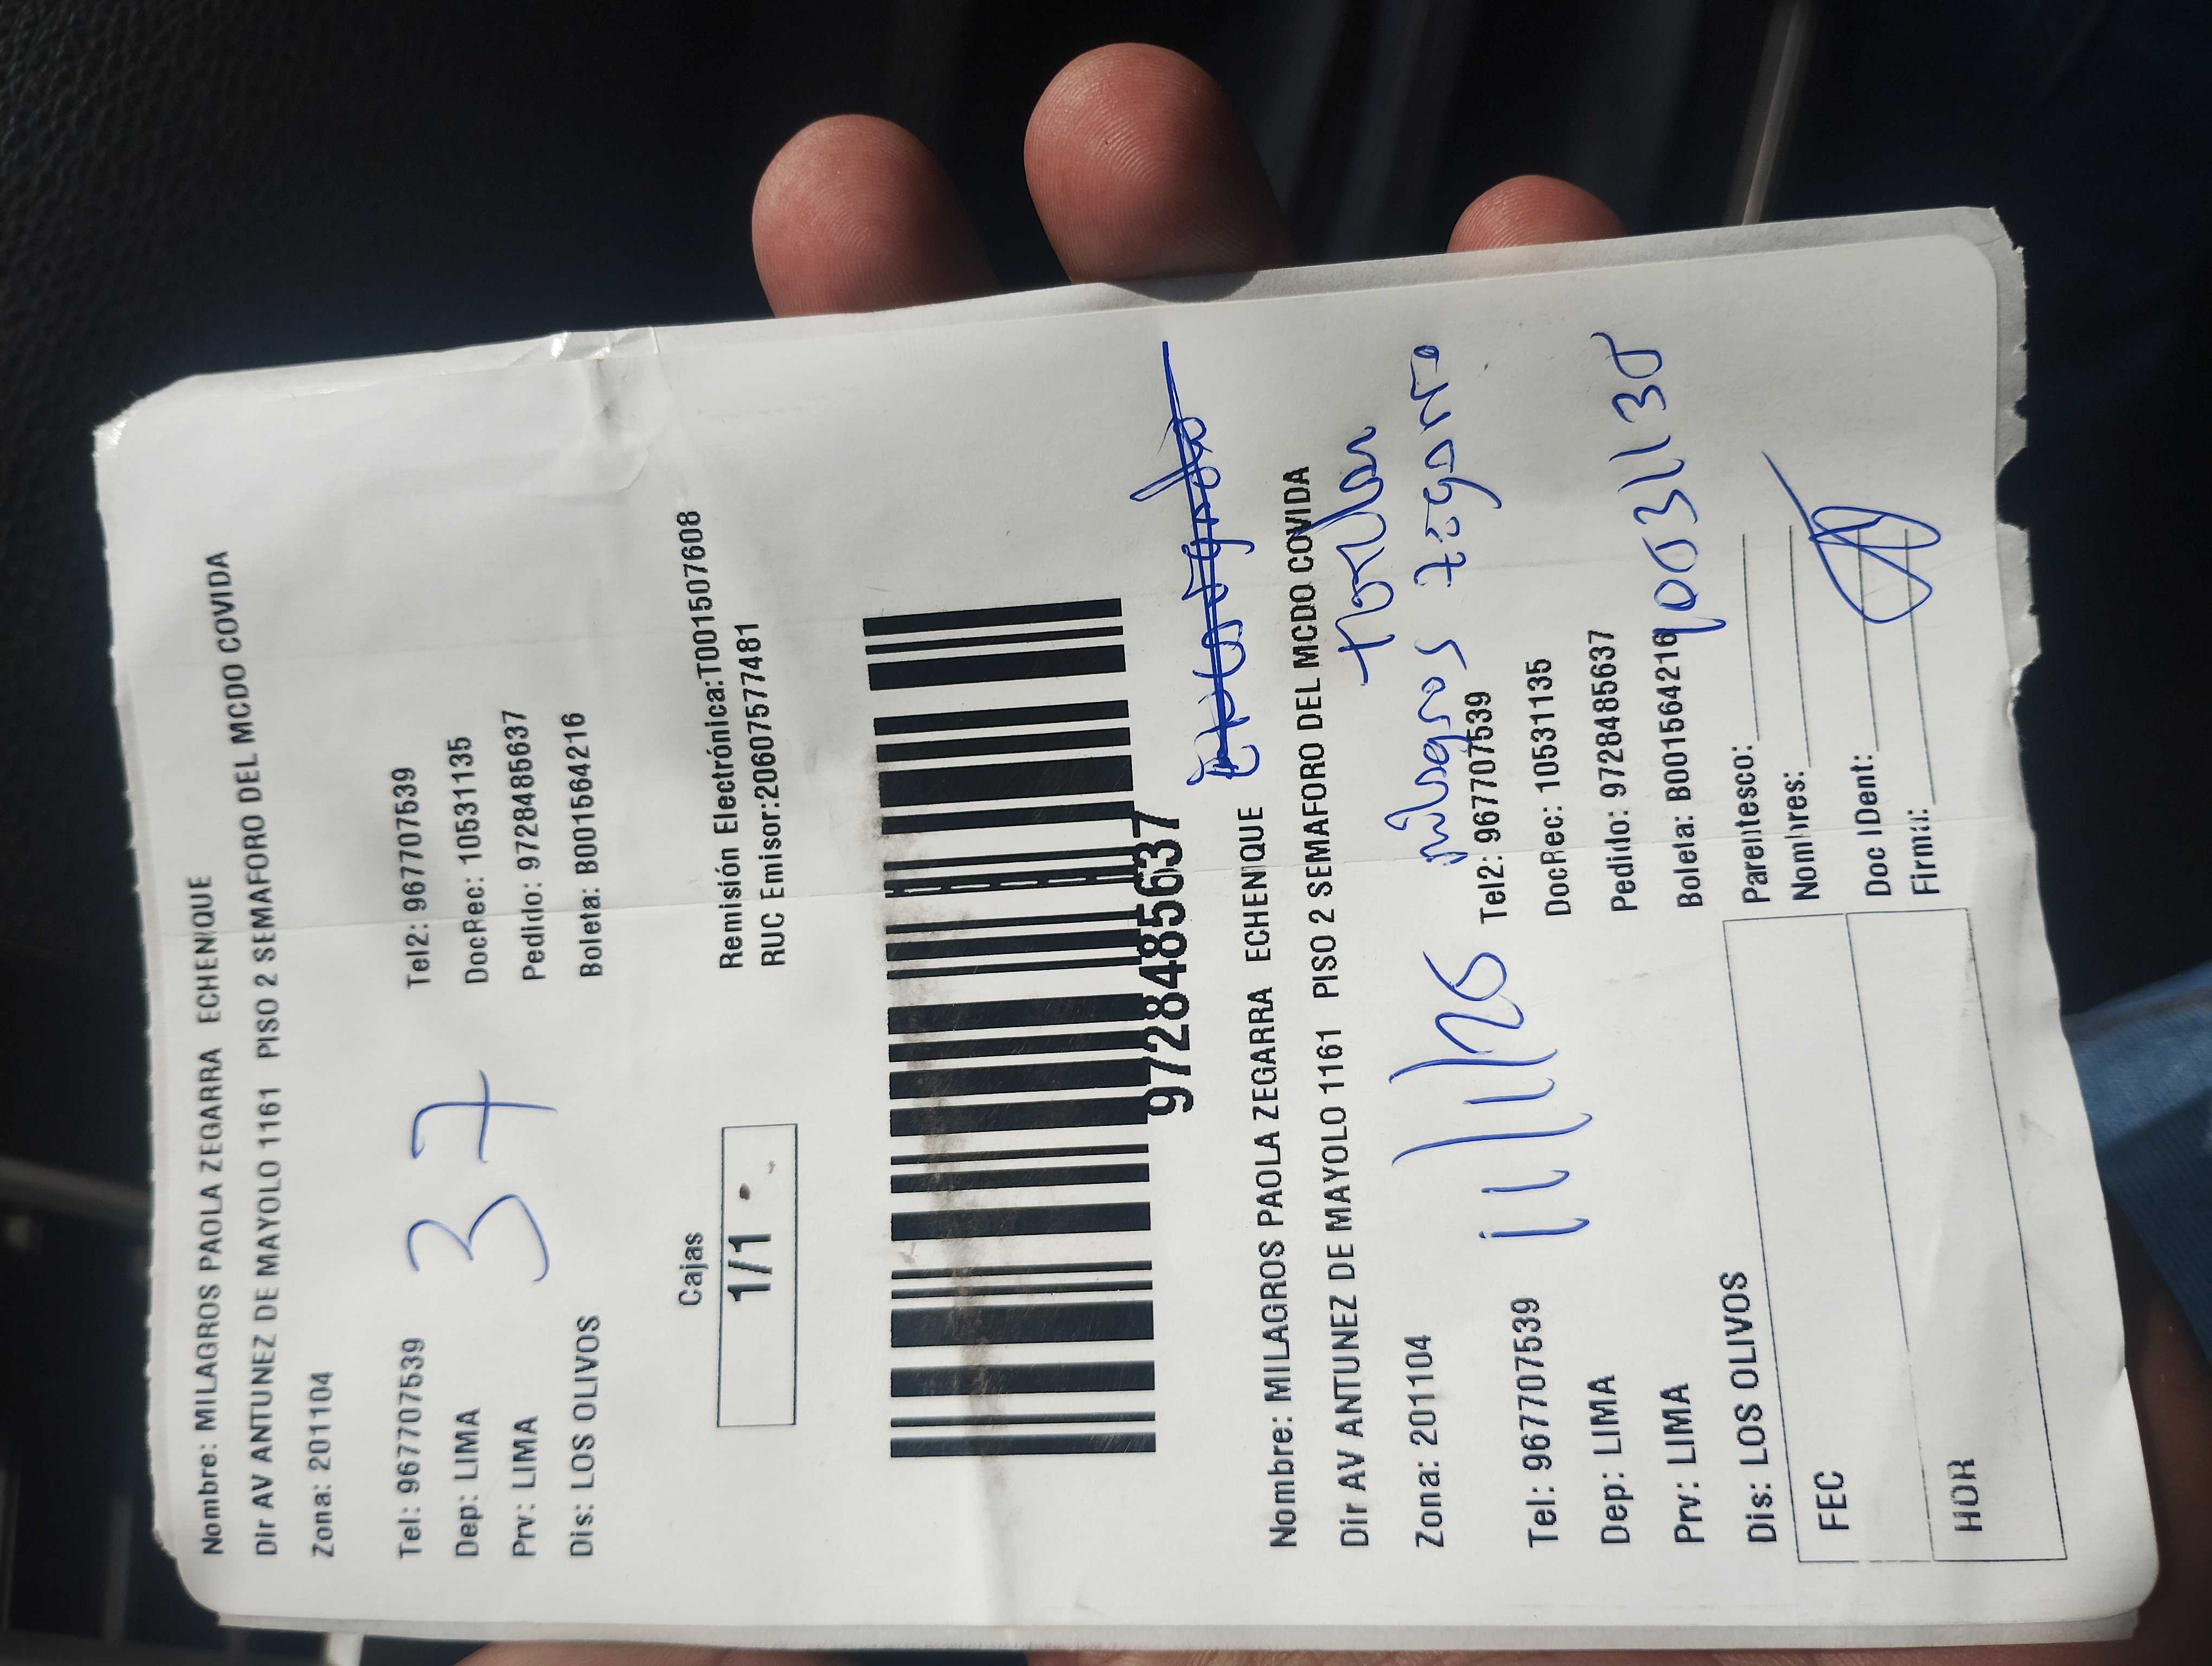 Nombre: MILAGROS PAOLA ZEGARRA ECHENIQUE
Dir AV ANTUNEZ DE MAYOLO 1161 PISO 2 SEMAFORO DEL MCDO COVIDA
Zona: 201104
37
Tel: 967707539 Tel2: 967707539
Dep: LIMA DocRec: 10531135
Prv: LIMA Pedido: 9728485637
Dis: LOS OLIVOS Boleta: B001564216
Cajas
1/1
Remisión Electrónica:T001507608
RUC Emisor:20607577481
9728485637
Nombre: MILAGROS PAOLA ZEGARRA ECHENIQUE
Dir AV ANTUNEZ DE MAYOLO 1161 PISO 2 SEMAFORO DEL MCDO COVIDA
Titular
Zona: 201104
milagros zegarra
11/1/26
Tel: 967707539 Tel2: 967707539
Dep: LIMA DocRec: 10531135
Prv: LIMA Pedido: 9728485637
Dis: LOS OLIVOS Boleta: B001564216
FEC Parentesco:
Nombres:
HOR Doc IDent:
Firma: